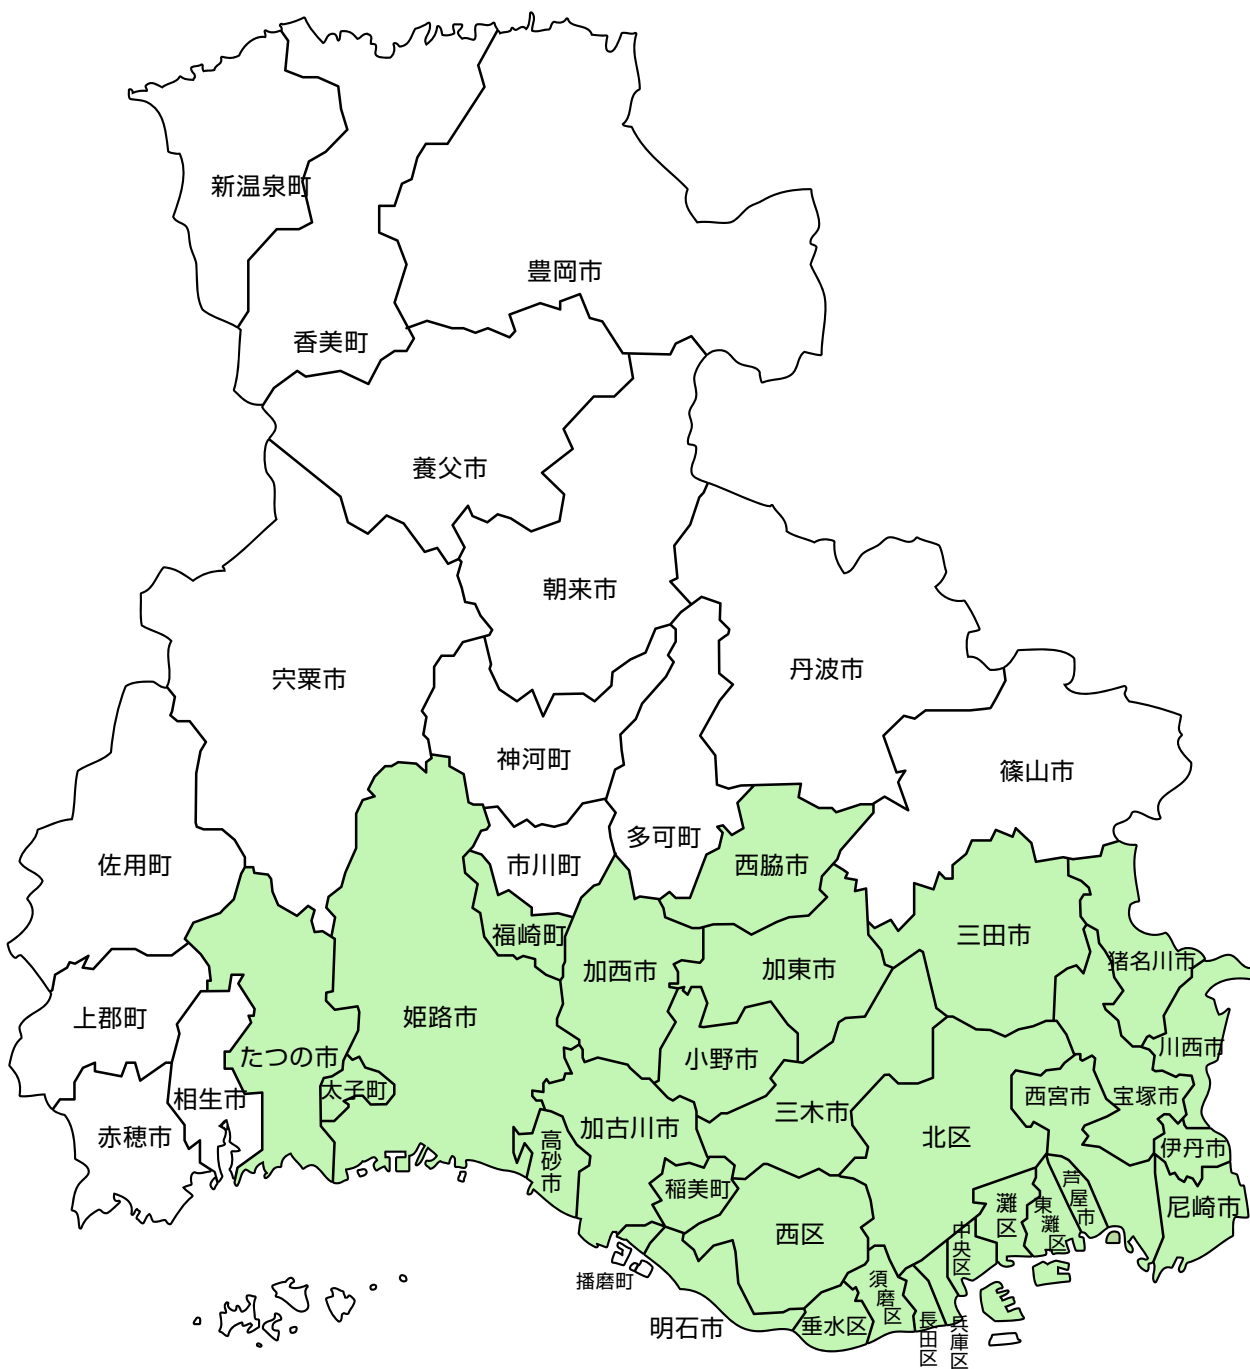 新温泉町
香美町
豊岡市
養父市
朝来市
宍粟市
丹波市
神河町
篠山市
多可町
佐用町
市川町
西脇市
福崎町
加西市
加東市
三田市
猪名川市
上郡町
姫路市
たつの市
小野市
川西市
太子町
相生市
赤穂市
加古川市
三木市
西宮市
宝塚市
北区
伊丹市
高砂市
稲美町
灘区
東灘区
芦屋市
尼崎市
西区
中央区
播磨町
須磨区
明石市
垂水区
長田区
兵庫区